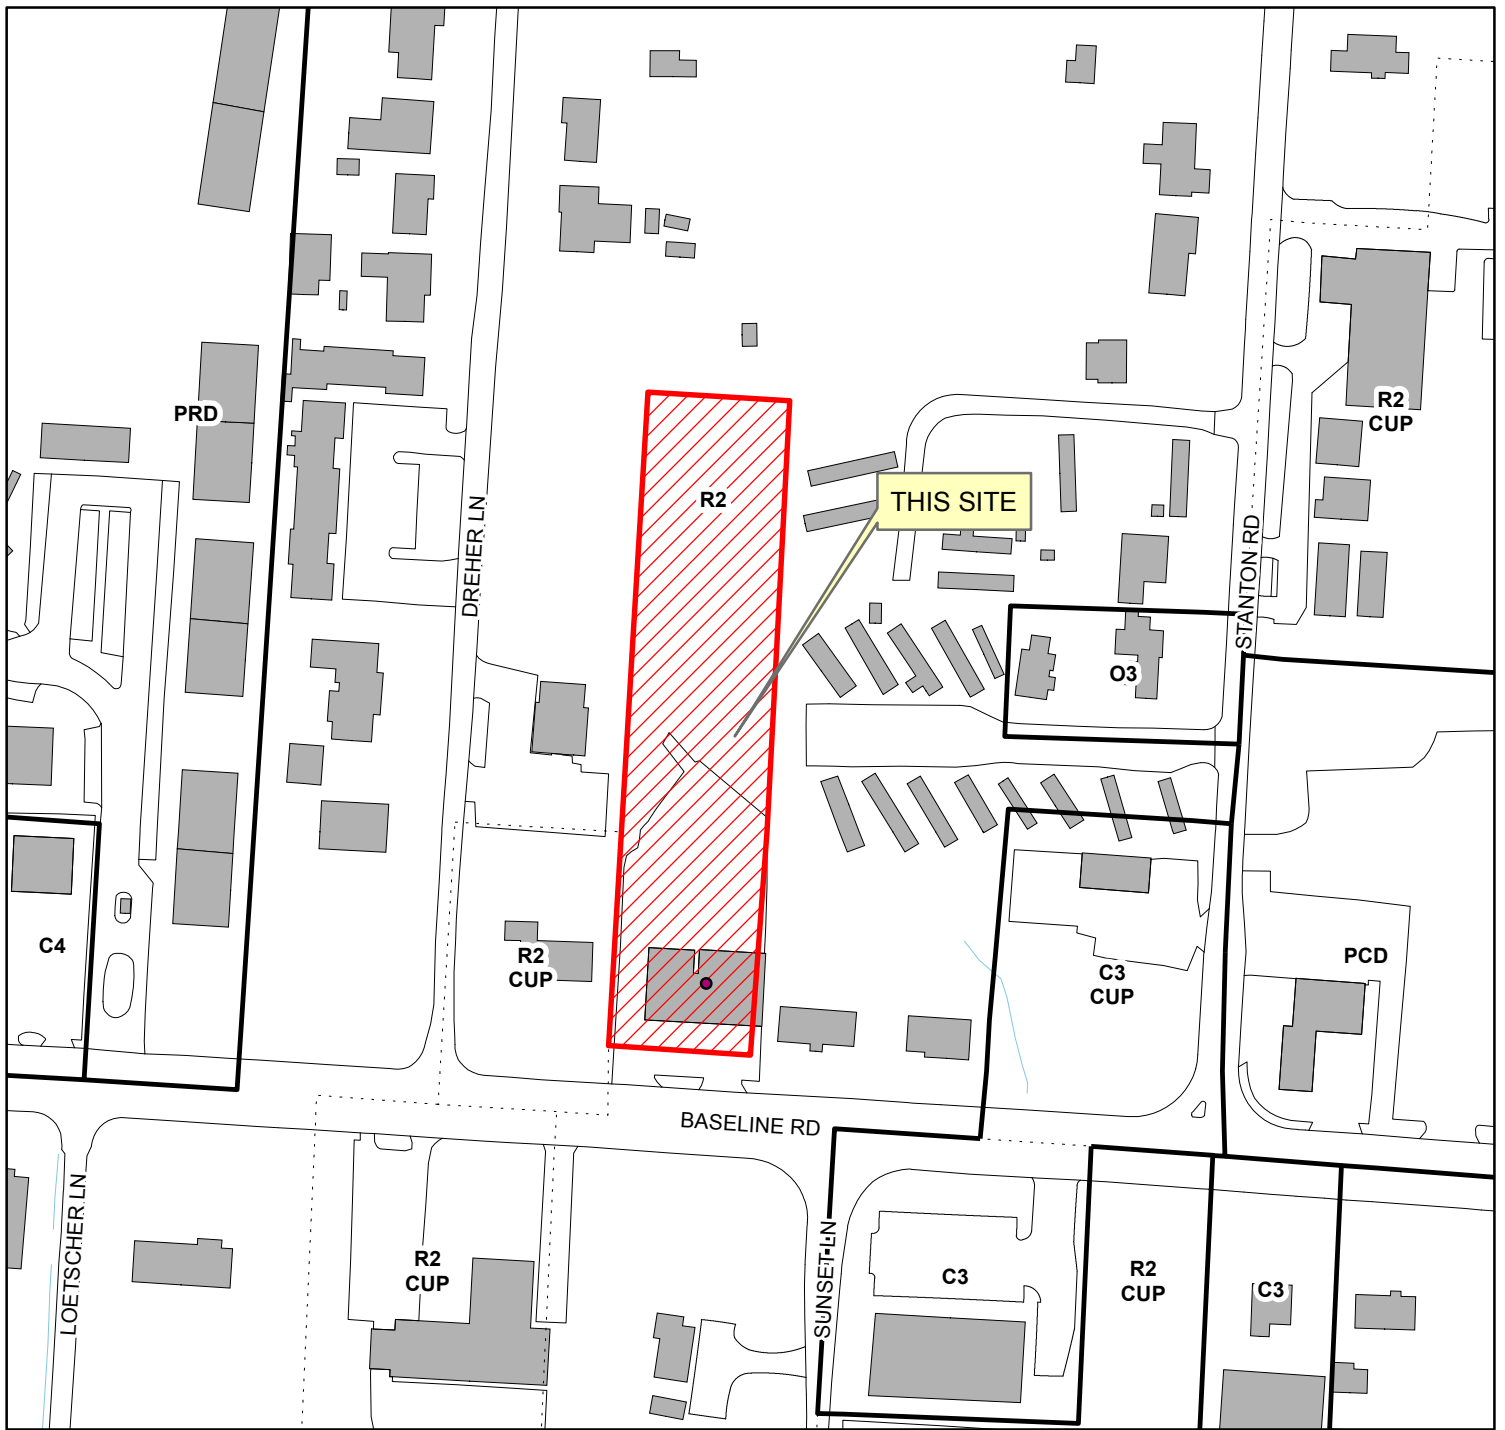 PRD
R2
CUP
R2
THIS SITE
DREHER LN
STANTON RD
O3
C4
R2
CUP
C3
CUP
PCD
BASELINE RD
LOETSCHER LN
R2
CUP
SUNSET LN
C3
R2
CUP
C3